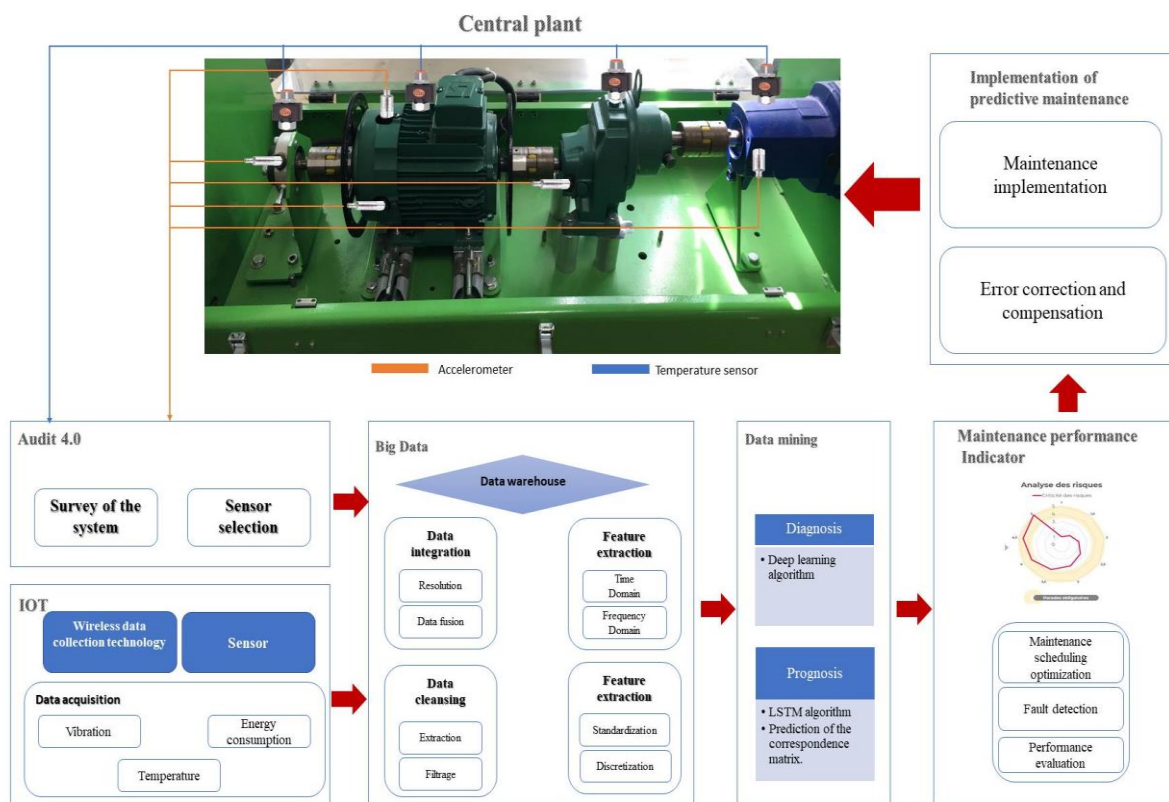 Central plant
Accelerometer
Temperature sensor
Implementation of
predictive maintenance
Maintenance
implementation
Error correction and
compensation
Audit 4.0
Survey of the
system
Sensor
selection
IOT
Wireless data
collection technology
Sensor
Data acquisition
Vibration
Energy
consumption
Temperature
Big Data
Data warehouse
Data
integration
Resolution
Data fusion
Feature
extraction
Time
Domain
Frequency
Domain
Data
cleansing
Extraction
Filtrage
Feature
extraction
Standardization
Discretization
Data mining
Diagnosis
• Deep learning
algorithm
Prognosis
• LSTM algorithm
• Prediction of the
correspondence
matrix.
Maintenance performance
Indicator
Analyse des risques
Maintenance
scheduling
optimization
Fault detection
Performance
evaluation